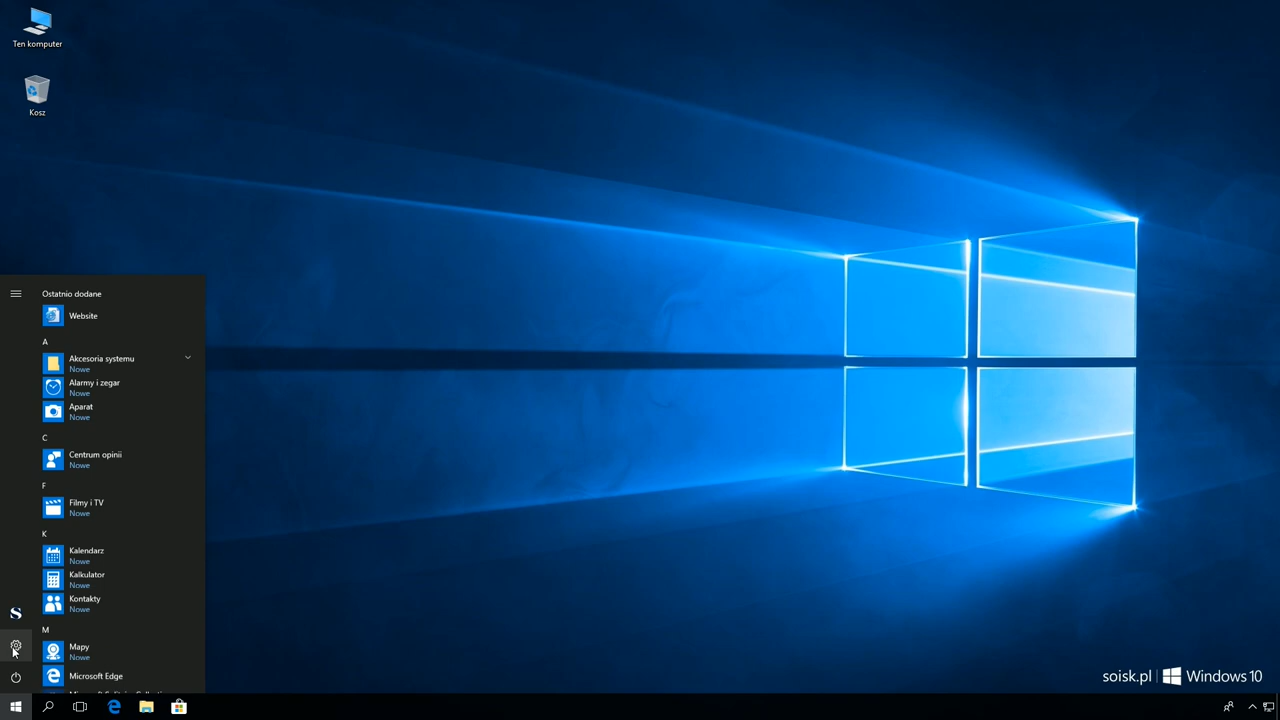 Ten komputer
Kosz
Ostatnio dodane
Website
A
Akcesoria systemu
Nowe
Alarmy i zegar
Nowe
Aparat
Nowe
C
Centrum opinii
Nowe
F
Filmy i TV
Nowe
K
Kalendarz
Nowe
Kalkulator
Nowe
Kontakty
Nowe
M
Mapy
Nowe
Microsoft Edge
S
soisk.pl
Windows 10